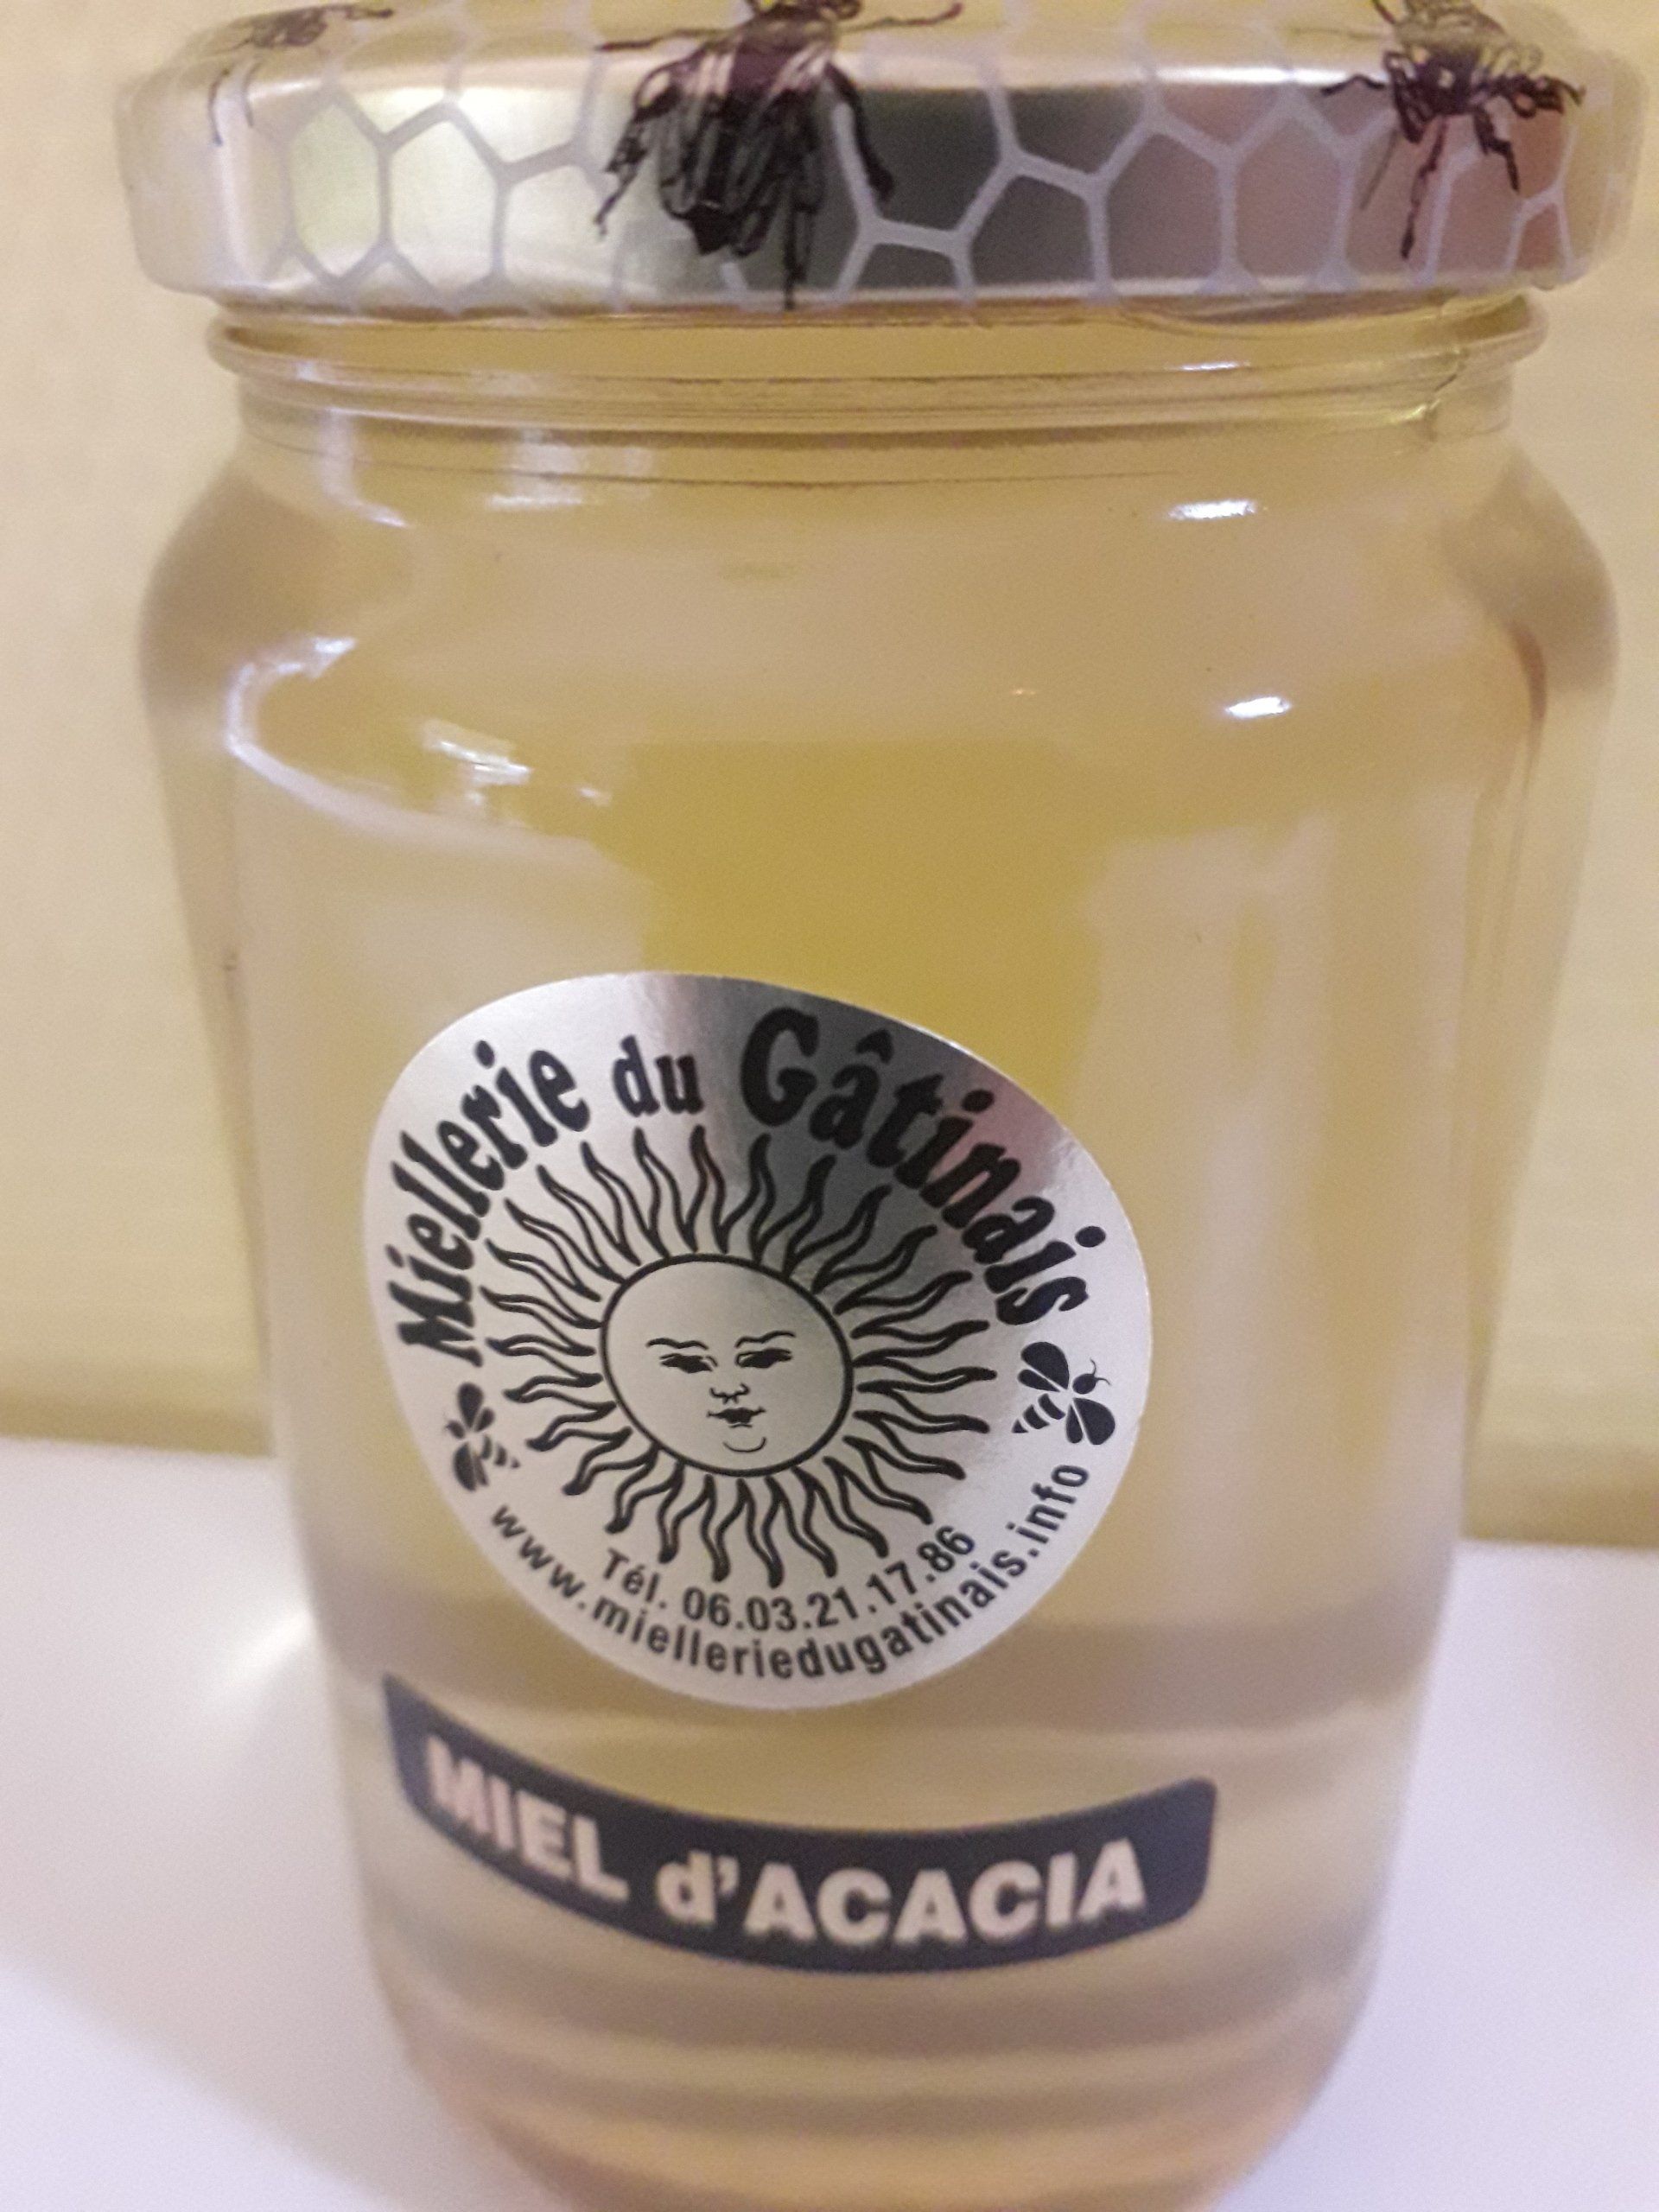 Miellerie du Gâtinais
Tél. 06.03.21.17.86
www.mielleriedugatinais.info
MIEL d'ACACIA